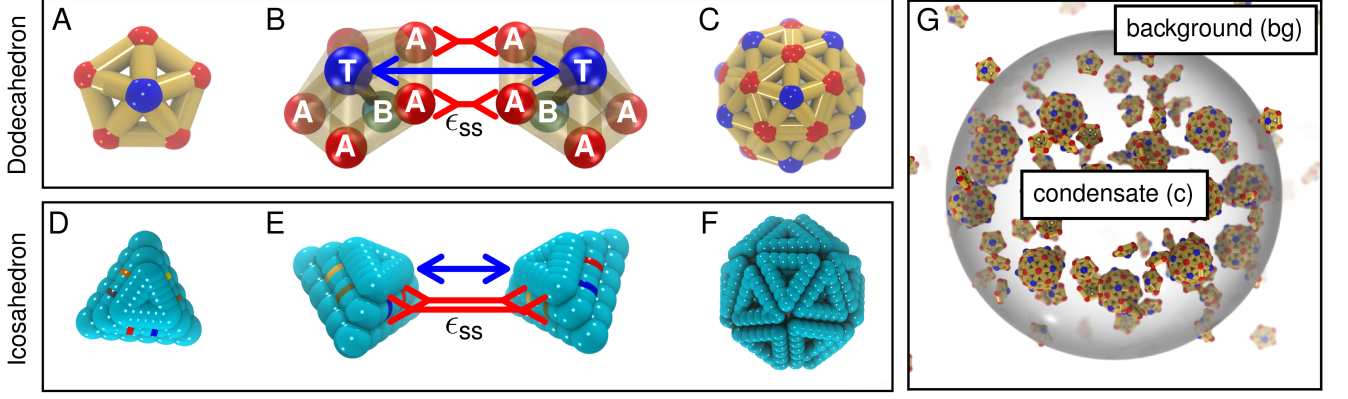 Dodecahedron
A
B
A
A
T
T
A
B
A
A
B
A
A
A
ϵss
C
Icosahedron
D
E
ϵss
F
G
background (bg)
condensate (c)